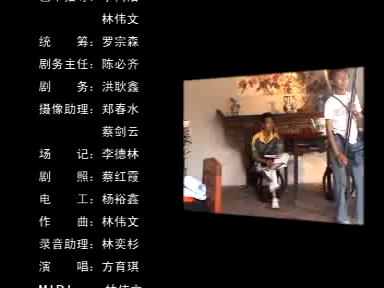 林伟文
统 筹：罗宗森
剧务主任：陈必齐
剧 务：洪耿鑫
摄像助理：郑春水
蔡剑云
场 记：李德林
剧 照：蔡红霞
电 工：杨裕鑫
作 曲：林伟文
录音助理：林奕杉
演 唱：方育琪